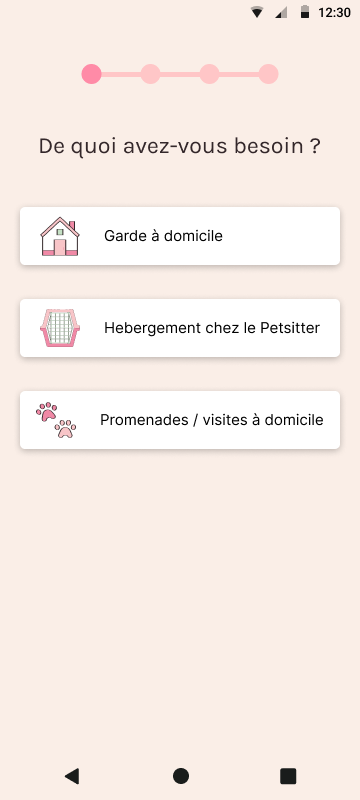 12:30
De quoi avez-vous besoin ?
Garde à domicile
Hebergement chez le Petsitter
Promenades / visites à domicile